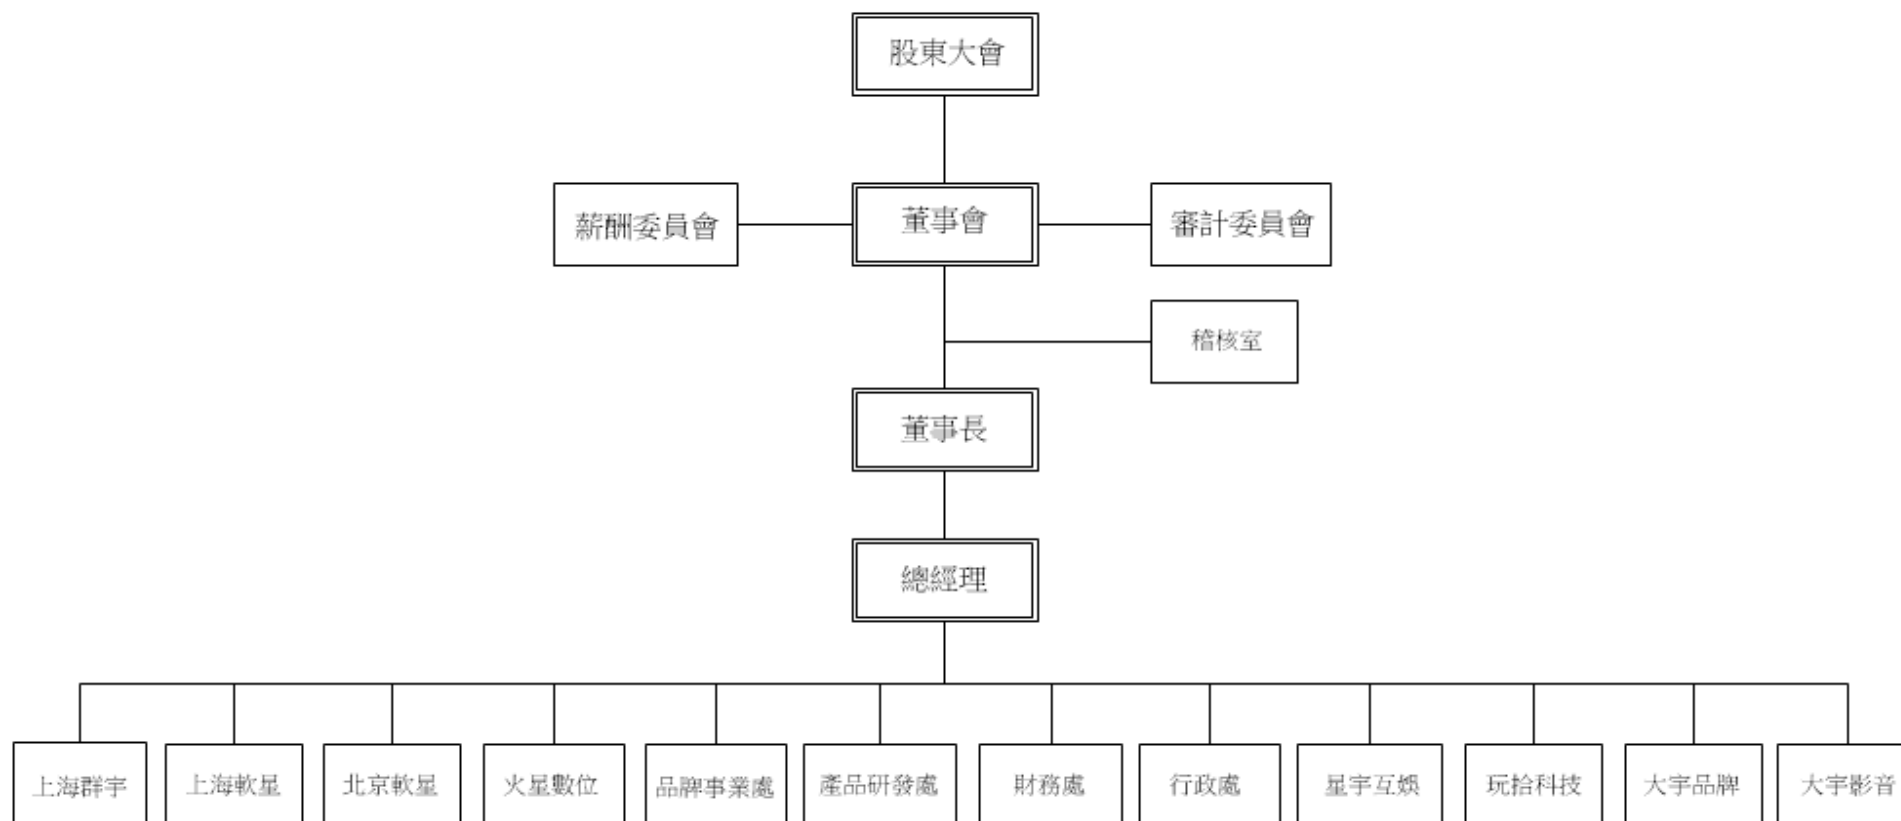 股東大會
薪酬委員會
董事會
審計委員會
稽核室
董事長
總經理
上海群宇
上海軟星
北京軟星
火星數位
品牌事業處
產品研發處
財務處
行政處
星宇互娛
玩拾科技
大宇品牌
大宇影音